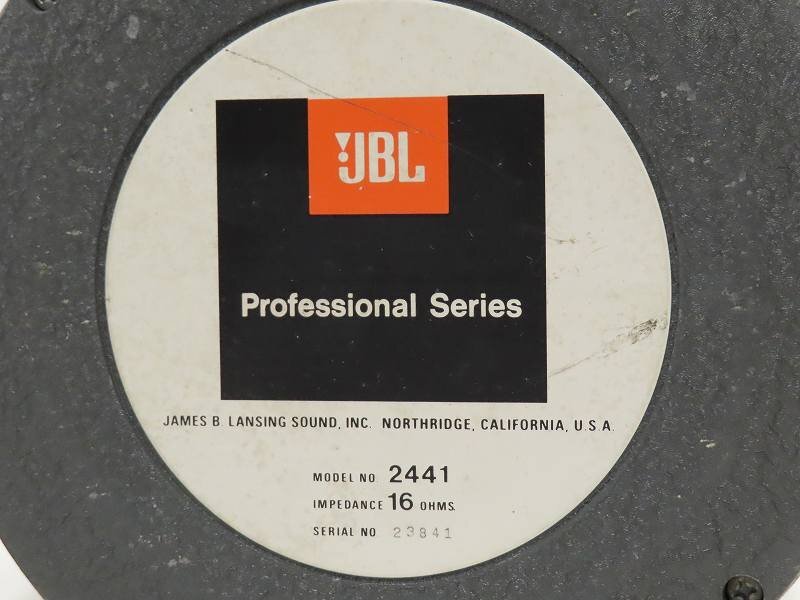 JBL
Professional Series
JAMES B. LANSING SOUND, INC. NORTHRIDGE, CALIFORNIA, U.S.A.
MODEL NO 2441
IMPEDANCE 16 OHMS
SERIAL NO 23841